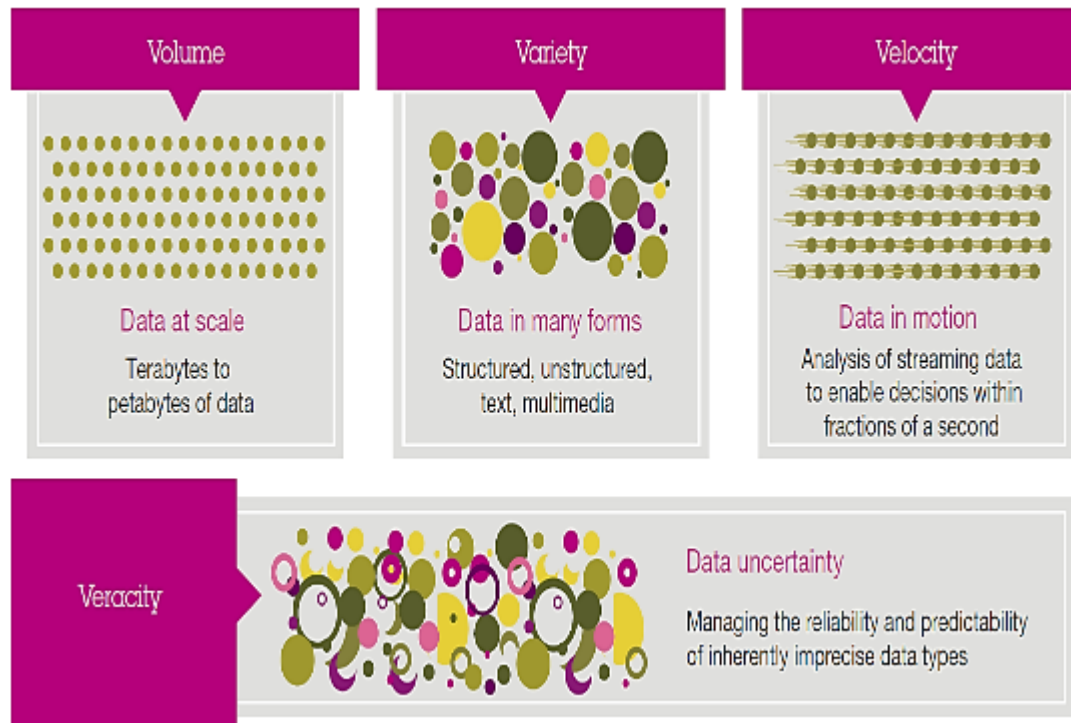 Volume
Variety
Velocity
Data at scale
Terabytes to
petabytes of data
Data in many forms
Structured, unstructured,
text, multimedia
Data in motion
Analysis of streaming data
to enable decisions within
fractions of a second
Veracity
Data uncertainty
Managing the reliability and predictability
of inherently imprecise data types